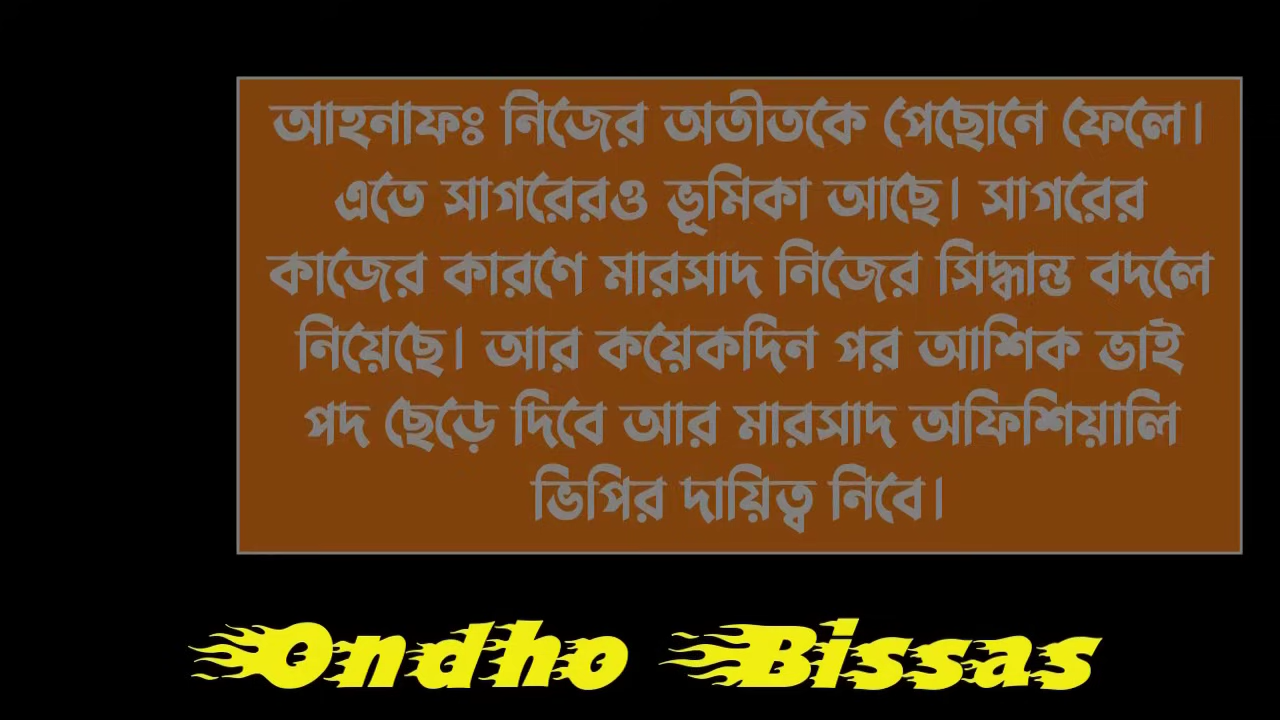 আহনাফঃ নিজের অতীতকে পেছোনে ফেলে।
এতে সাগরেরও ভূমিকা আছে। সাগরের
কাজের কারণে মারসাদ নিজের সিদ্ধান্ত বদলে
নিয়েছে। আর কয়েকদিন পর আশিক ভাই
পদ ছেড়ে দিবে আর মারসাদ অফিশিয়ালি
ভিপির দায়িত্ব নিবে।
Ondho Bissas